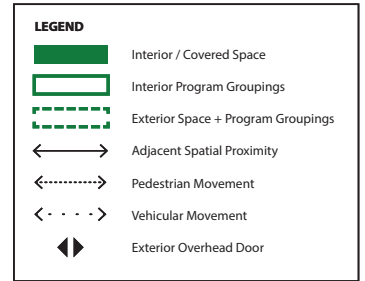 LEGEND
Interior / Covered Space
Interior Program Groupings
Exterior Space + Program Groupings
Adjacent Spatial Proximity
Pedestrian Movement
Vehicular Movement
Exterior Overhead Door